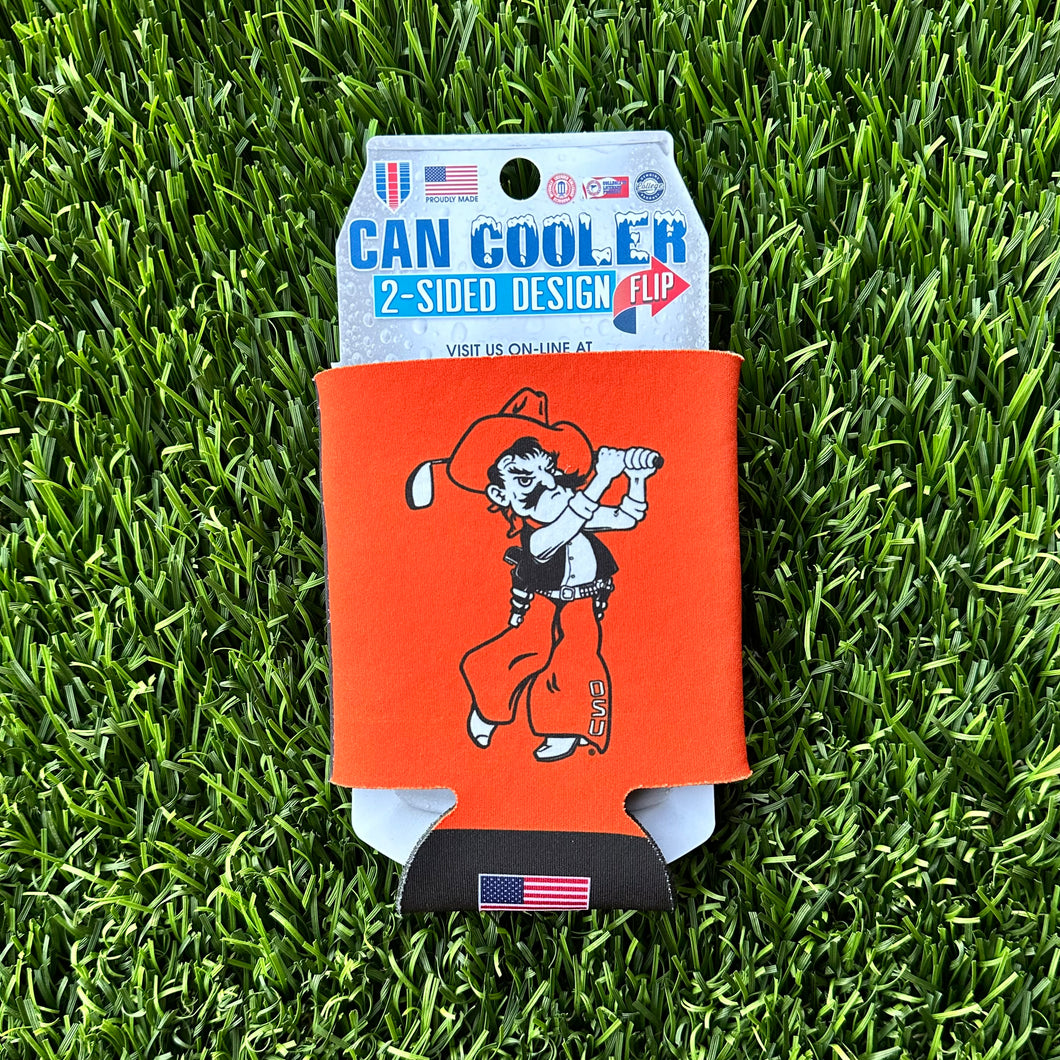 PROUDLY MADE
CAN COOLER
2-SIDED DESIGN FLIP
VISIT US ON-LINE AT
OSU
®